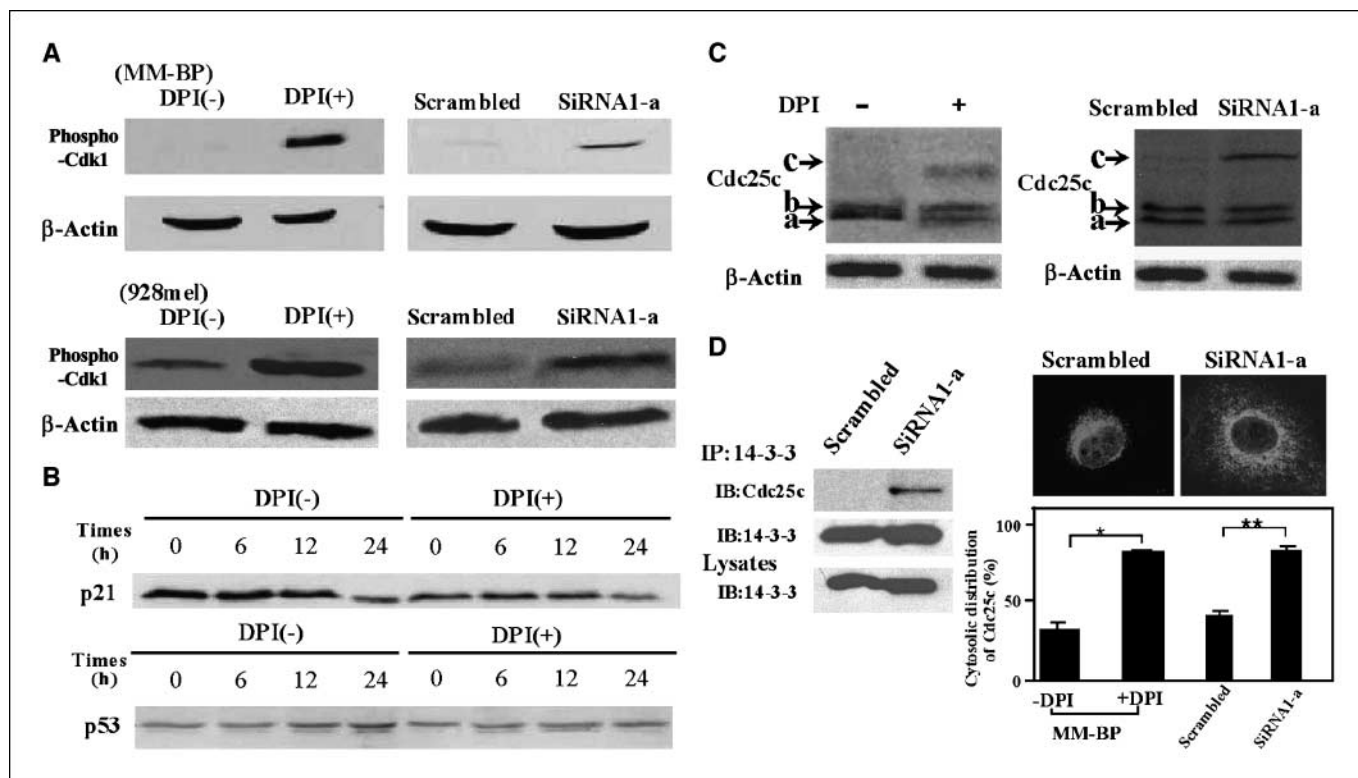 A
(MM-BP)
DPI(-) DPI(+) Scrambled SiRNA1-a
Phospho
-Cdk1
β-Actin
(928mel)
DPI(-) DPI(+) Scrambled SiRNA1-a
Phospho
-Cdk1
β-Actin
B
DPI(-) DPI(+)
Times
(h) 0 6 12 24 0 6 12 24
p21
DPI(-) DPI(+)
Times
(h) 0 6 12 24 0 6 12 24
p53
C
DPI - +
c
Cdc25c
b
a
β-Actin
Scrambled SiRNA1-a
c
Cdc25c
b
a
β-Actin
D
Scrambled SiRNA1-a
IP:14-3-3
IB:Cdc25c
IB:14-3-3
Lysates
IB:14-3-3
Scrambled SiRNA1-a
Cytosolic distribution
of Cdc25c (%)
100
50
0
* **
-DPI +DPI Scrambled SiRNA1-a
MM-BP